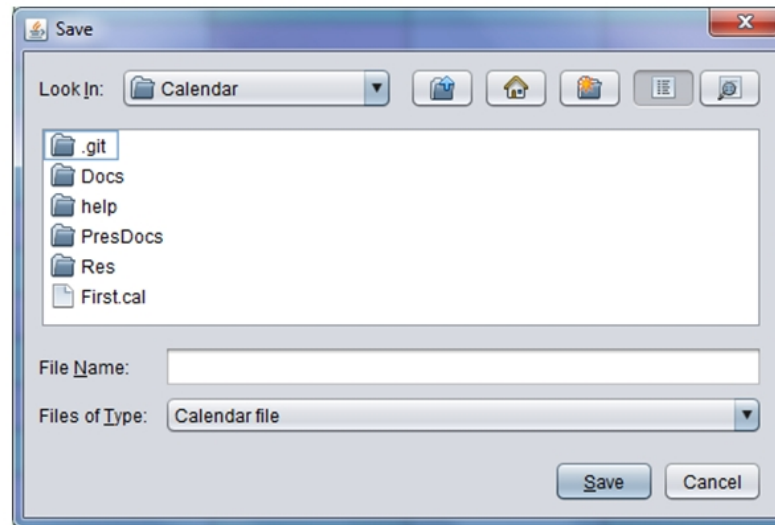 Save
Look In: Calendar
.git
Docs
help
PresDocs
Res
First.cal
File Name:
Files of Type: Calendar file
Save Cancel